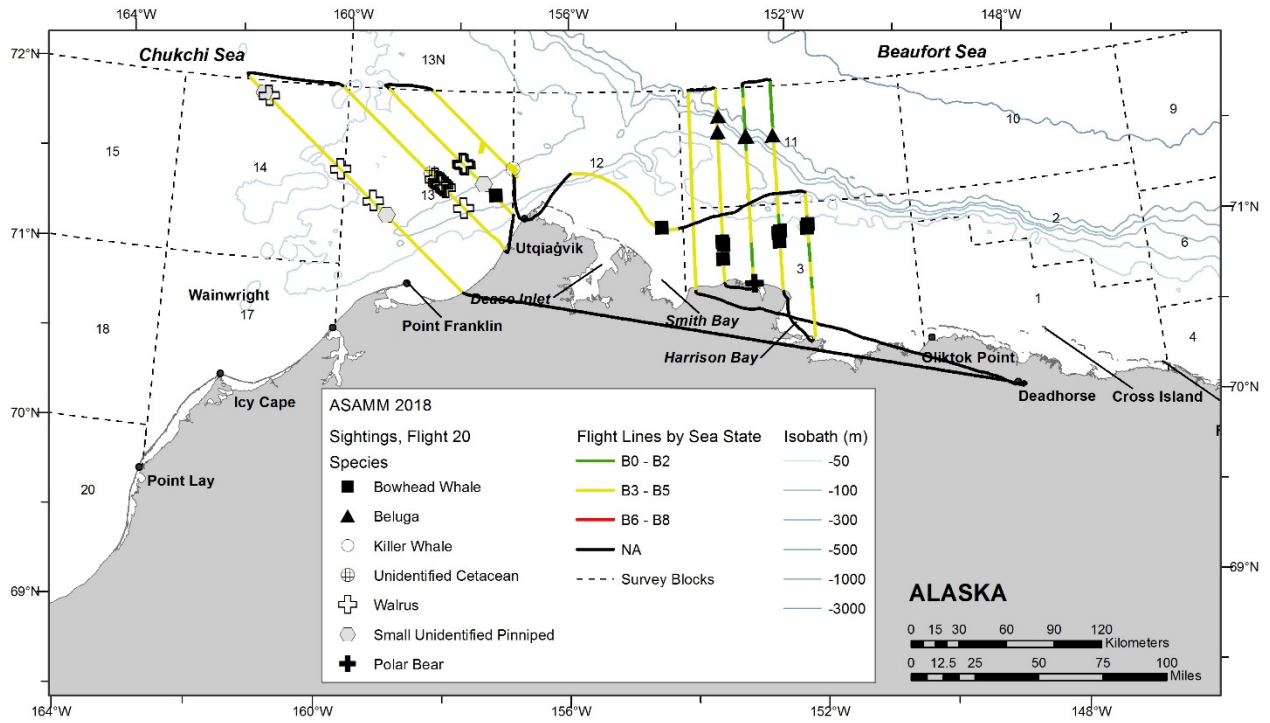 164°W
160°W
156°W
152°W
148°W
72°N
72°N
Chukchi Sea
Beaufort Sea
13N
9
10
15
14
12
11
13
71°N
71°N
2
6
Utqiaġvik
3
Dease Inlet
1
Wainwright
17
Smith Bay
18
Point Franklin
4
Harrison Bay
Oliktok Point
70°N
70°N
Icy Cape
Deadhorse
Cross Island
Point Lay
20
69°N
69°N
ASAMM 2018
Sightings, Flight 20
Species
Bowhead Whale
Beluga
Killer Whale
Unidentified Cetacean
Walrus
Small Unidentified Pinniped
Polar Bear
Flight Lines by Sea State
B0 - B2
B3 - B5
B6 - B8
NA
Survey Blocks
Isobath (m)
-50
-100
-300
-500
-1000
-3000
ALASKA
0 15 30 60 90 120
Kilometers
0 12.5 25 50 75 100
Miles
164°W
162°W
160°W
158°W
156°W
154°W
152°W
150°W
148°W